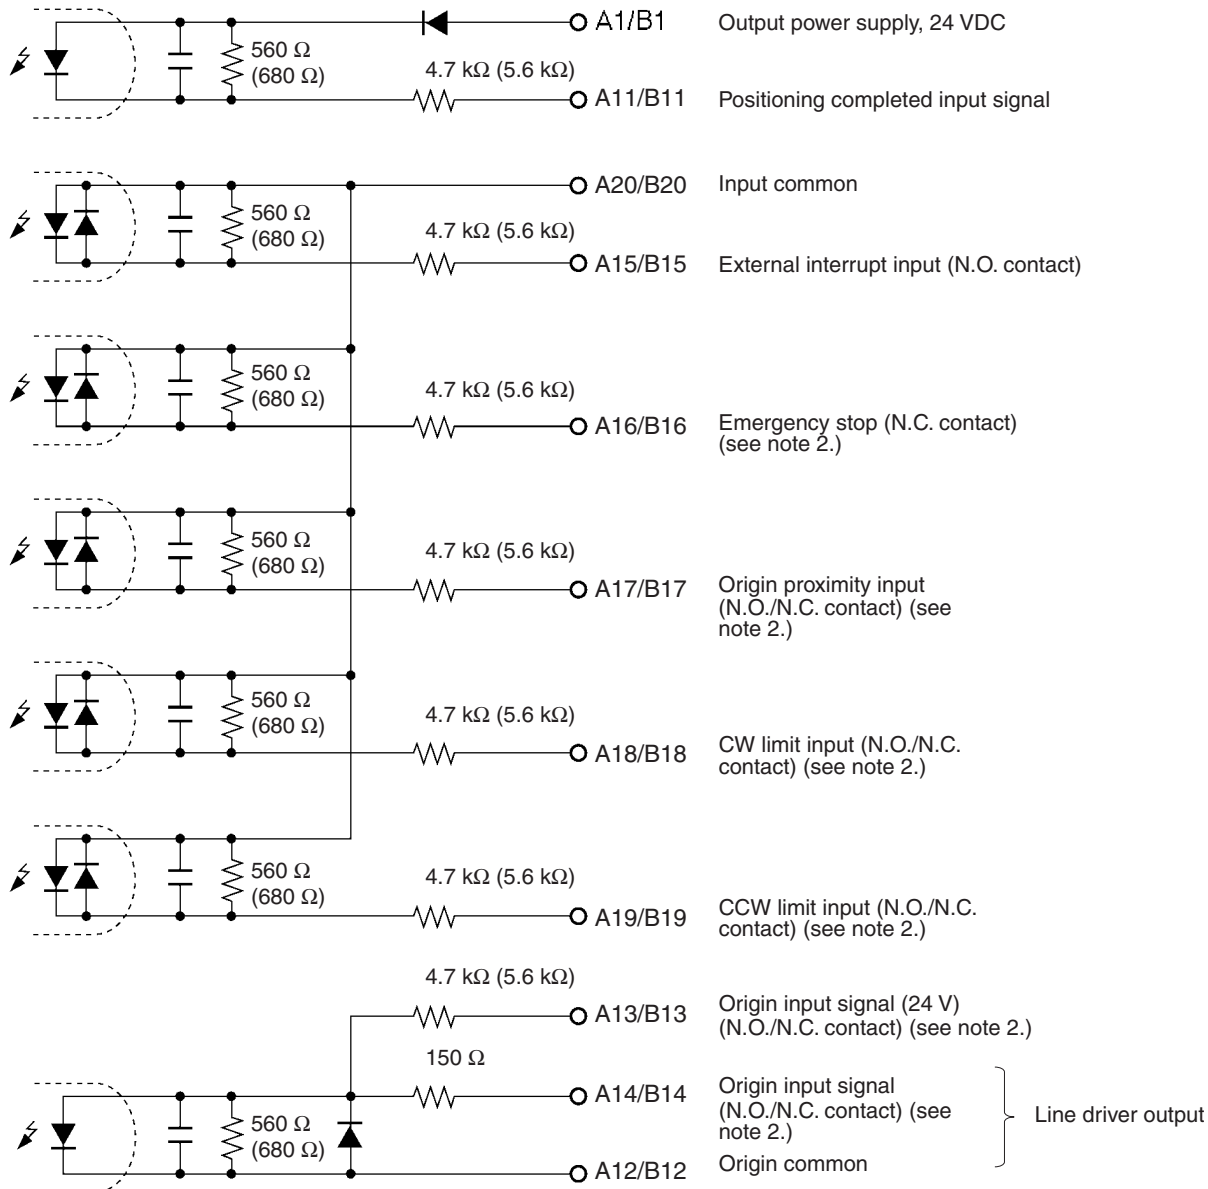 A1/B1 Output power supply, 24 VDC
560 Ω
(680 Ω)
4.7 kΩ (5.6 kΩ)
A11/B11 Positioning completed input signal
A20/B20 Input common
560 Ω
(680 Ω)
4.7 kΩ (5.6 kΩ)
A15/B15 External interrupt input (N.O. contact)
560 Ω
(680 Ω)
4.7 kΩ (5.6 kΩ)
A16/B16 Emergency stop (N.C. contact)
(see note 2.)
560 Ω
(680 Ω)
4.7 kΩ (5.6 kΩ)
A17/B17 Origin proximity input
(N.O./N.C. contact) (see
note 2.)
560 Ω
(680 Ω)
4.7 kΩ (5.6 kΩ)
A18/B18 CW limit input (N.O./N.C.
contact) (see note 2.)
560 Ω
(680 Ω)
4.7 kΩ (5.6 kΩ)
A19/B19 CCW limit input (N.O./N.C.
contact) (see note 2.)
4.7 kΩ (5.6 kΩ)
A13/B13 Origin input signal (24 V)
(N.O./N.C. contact) (see note 2.)
150 Ω
A14/B14 Origin input signal
(N.O./N.C. contact) (see
note 2.)
Line driver output
560 Ω
(680 Ω)
A12/B12 Origin common